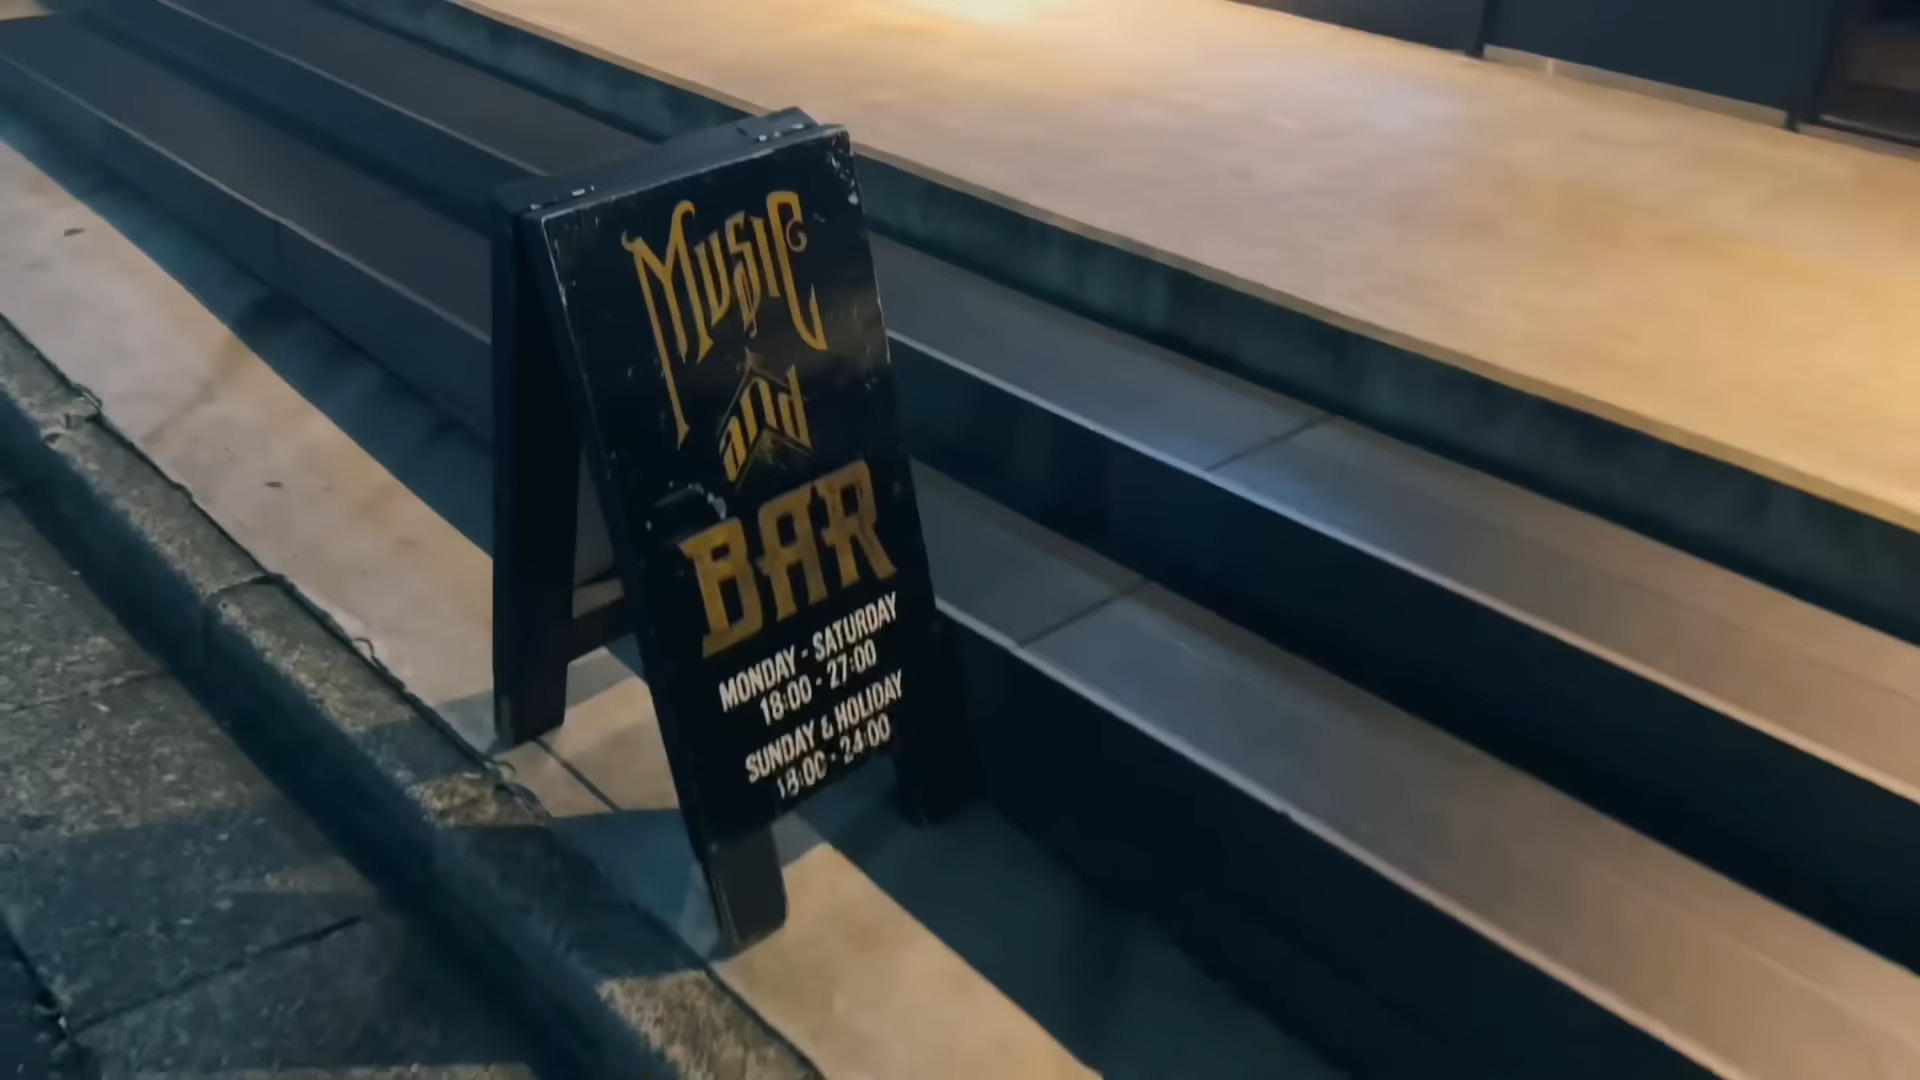 MUSIC
and
BAR
MONDAY - SATURDAY
18:00 - 27:00
SUNDAY & HOLIDAY
18:00 - 24:00